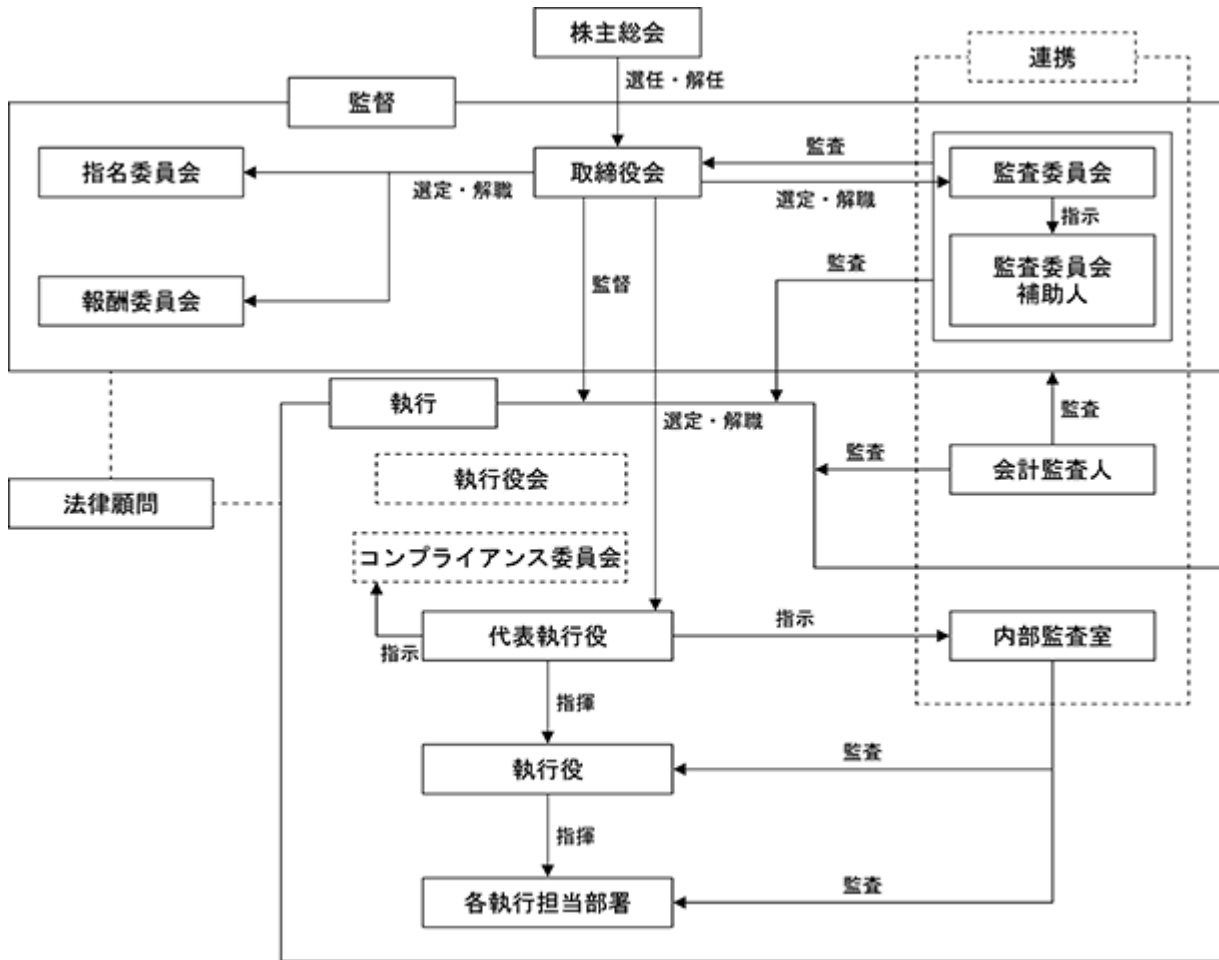 株主総会
連携
選任・解任
監督
監査
指名委員会
取締役会
監査委員会
選定・解職
選定・解職
指示
監査
監査委員会
補助人
報酬委員会
監督
執行
選定・解職
監査
執行役会
監査
会計監査人
法律顧問
コンプライアンス委員会
代表執行役
指示
内部監査室
指示
指揮
執行役
監査
指揮
各執行担当部署
監査